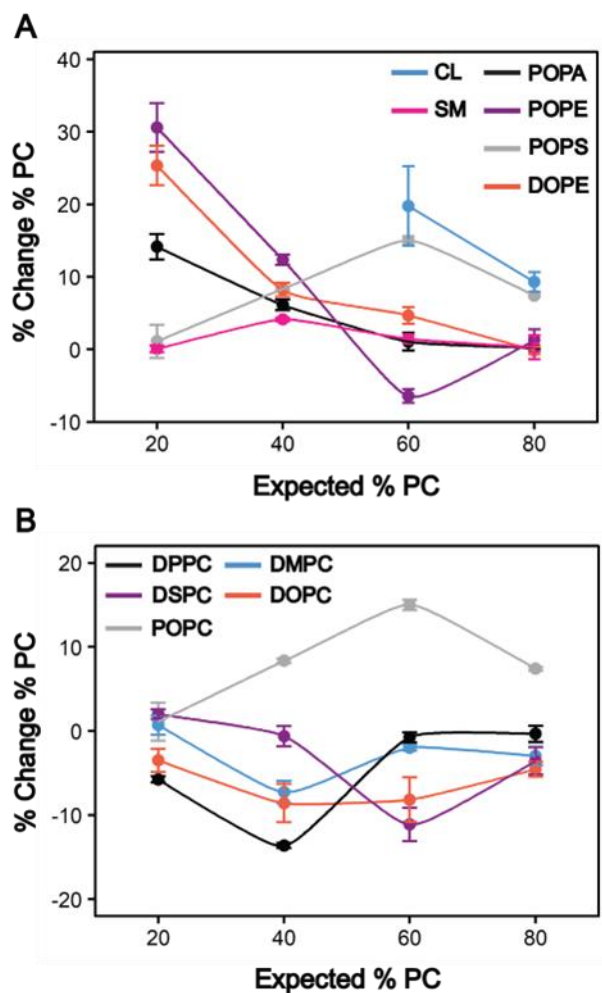 A
% Change % PC
40
30
20
10
0
-10
CL
SM
POPA
POPE
POPS
DOPE
20 40 60 80
Expected % PC
B
% Change % PC
20
10
0
-10
-20
DPPC DMPC
DSPC DOPC
POPC
20 40 60 80
Expected % PC